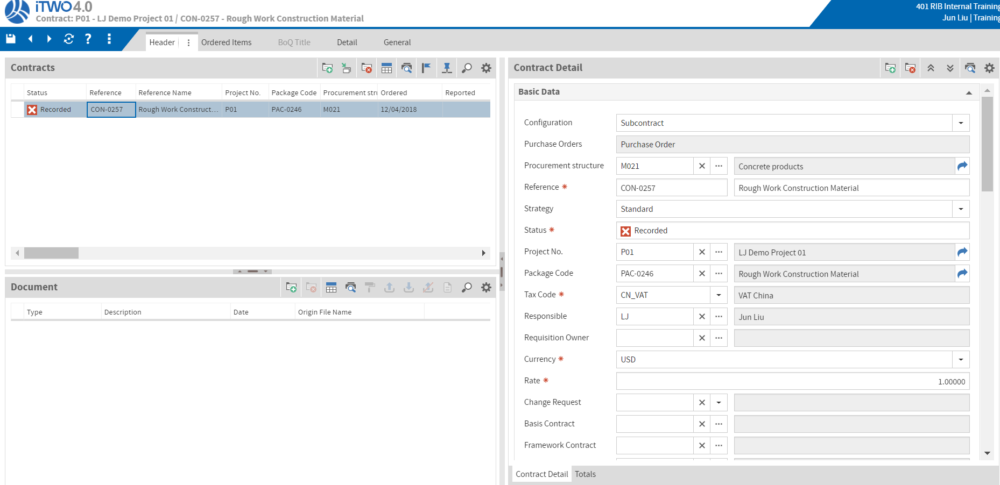 iTWO4.0
401 RIB Internal Training
Contract: P01 - LJ Demo Project 01 / CON-0257 - Rough Work Construction Material
Jun Liu | Training
Header
Ordered Items
BoQ Title
Detail
General
Contracts
Status Reference Reference Name Project No. Package Code Procurement stru Ordered Reported
Recorded CON-0257 Rough Work Construct... P01 PAC-0246 M021 12/04/2018
Document
Type Description Date Origin File Name
Contract Detail
Basic Data
Configuration Subcontract
Purchase Orders Purchase Order
Procurement structure M021 Concrete products
Reference * CON-0257 Rough Work Construction Material
Strategy Standard
Status * Recorded
Project No. P01 LJ Demo Project 01
Package Code PAC-0246 Rough Work Construction Material
Tax Code * CN_VAT VAT China
Responsible LJ Jun Liu
Requisition Owner
Currency * USD
Rate * 1.00000
Change Request
Basis Contract
Framework Contract
Contract Detail Totals